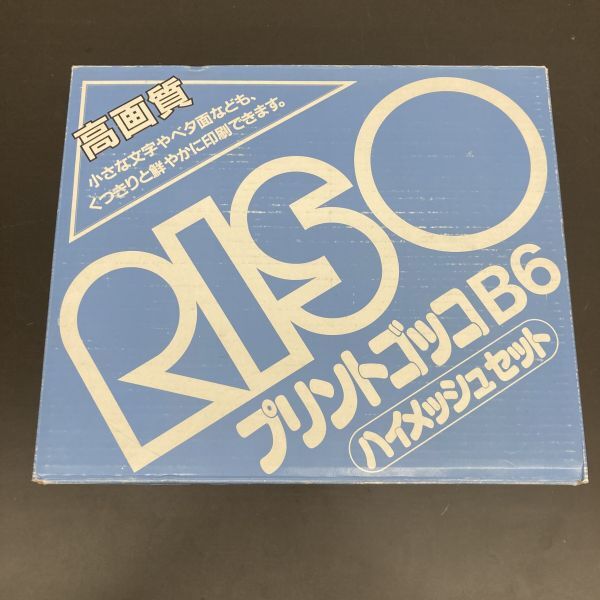 高画質
小さな文字やベタ面なども、
くっきりと鮮やかに印刷できます。
RISO
プリントゴッコB6
ハイメッシュセット